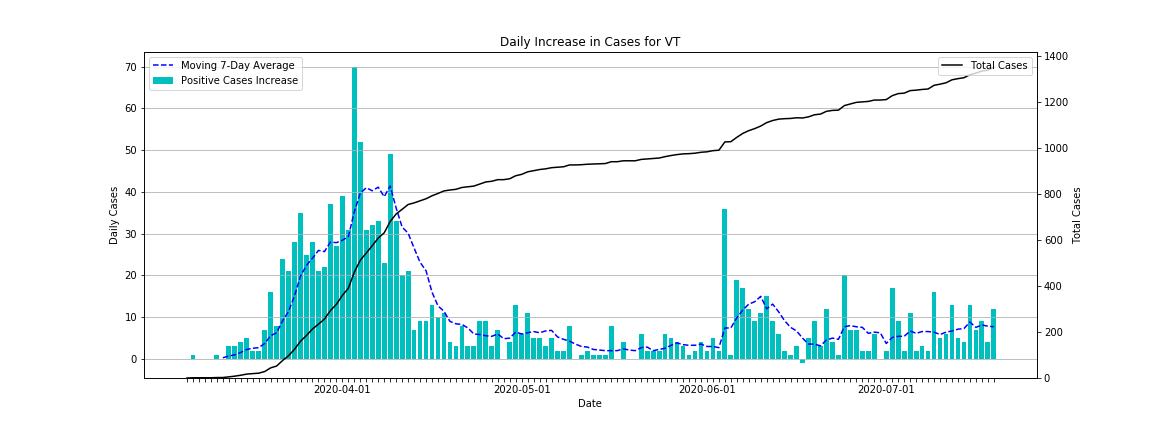 Daily Increase in Cases for VT
Moving 7-Day Average
Positive Cases Increase
Total Cases
Daily Cases
70
60
50
40
30
20
10
0
1400
1200
1000
800
600
400
200
0
Total Cases
2020-04-01
2020-05-01
2020-06-01
2020-07-01
Date